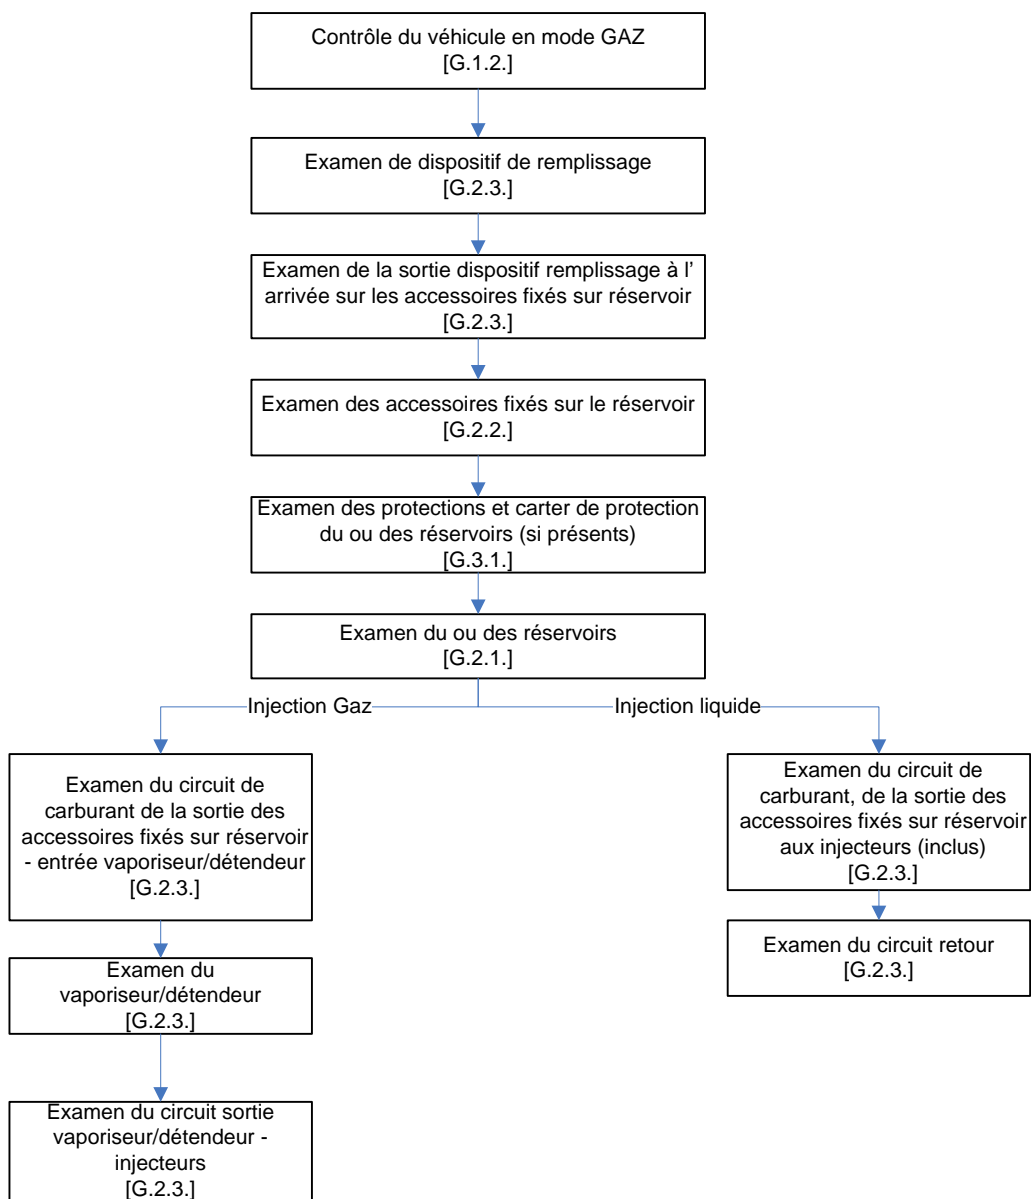 Contrôle du véhicule en mode GAZ
[G.1.2.]
Examen de dispositif de remplissage
[G.2.3.]
Examen de la sortie dispositif remplissage à l’
arrivée sur les accessoires fixés sur réservoir
[G.2.3.]
Examen des accessoires fixés sur le réservoir
[G.2.2.]
Examen des protections et carter de protection
du ou des réservoirs (si présents)
[G.3.1.]
Examen du ou des réservoirs
[G.2.1.]
Injection Gaz
Injection liquide
Examen du circuit de
carburant de la sortie des
accessoires fixés sur réservoir
- entrée vaporiseur/détendeur
[G.2.3.]
Examen du
vaporiseur/détendeur
[G.2.3.]
Examen du circuit sortie
vaporiseur/détendeur -
injecteurs
[G.2.3.]
Examen du circuit de
carburant, de la sortie des
accessoires fixés sur réservoir
aux injecteurs (inclus)
[G.2.3.]
Examen du circuit retour
[G.2.3.]